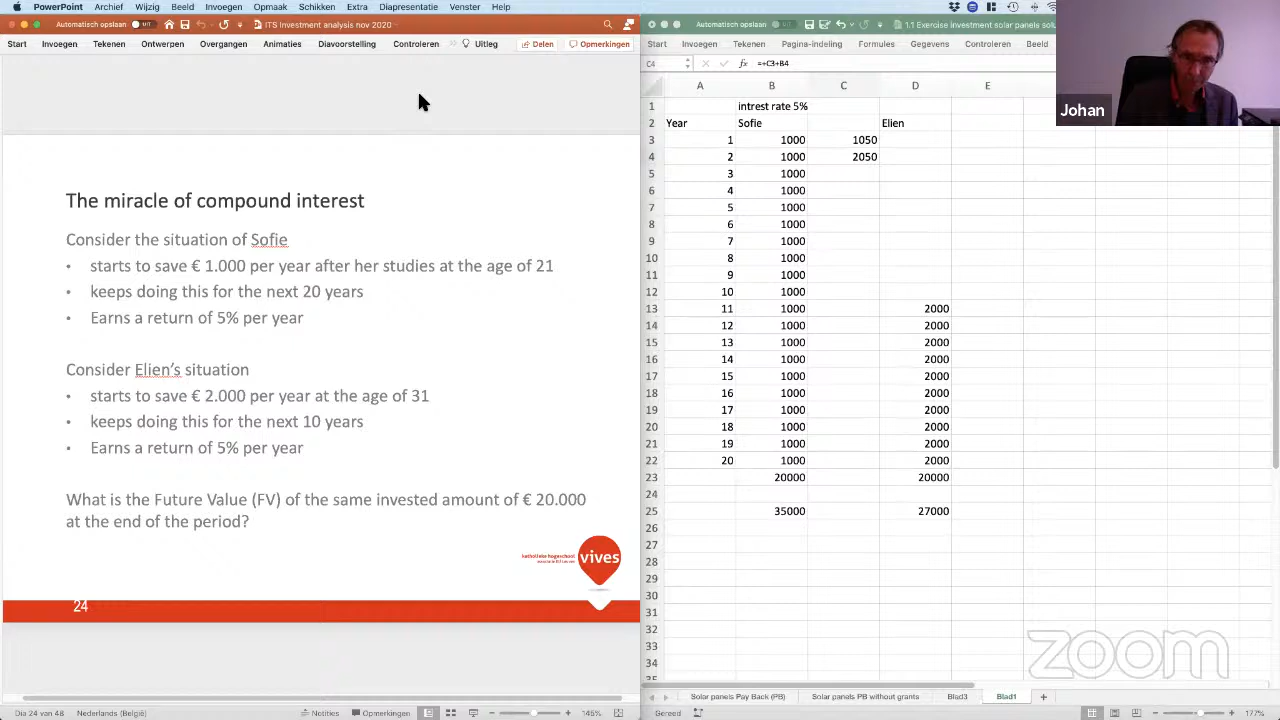 PowerPoint Archief Wijzig Beeld Invoegen Opmaak Schikken Extra Diapresentatie Venster Help
Automatisch opslaan UIT ITS Investment analysis nov 2020
Start Invoegen Tekenen Ontwerpen Overgangen Animaties Diavoorstelling Controleren Uitleg Delen Opmerkingen
The miracle of compound interest
Consider the situation of Sofie
• starts to save € 1.000 per year after her studies at the age of 21
• keeps doing this for the next 20 years
• Earns a return of 5% per year
Consider Elien’s situation
• starts to save € 2.000 per year at the age of 31
• keeps doing this for the next 10 years
• Earns a return of 5% per year
What is the Future Value (FV) of the same invested amount of € 20.000
at the end of the period?
katholieke hogeschool
vives
24
Dia 24 van 48 Nederlands (België) Notities Opmerkingen 146%
Automatisch opslaan UIT 1.1 Exercise investment solar panels
Start Invoegen Tekenen Pagina-indeling Formules Gegevens Controleren Beeld
C4 fx =+C3+B4
A B C D E
1 intrest rate 5%
2 Year Sofie Elien
3 1 1000 1050
4 2 1000 2050
5 3 1000
6 4 1000
7 5 1000
8 6 1000
9 7 1000
10 8 1000
11 9 1000
12 10 1000
13 11 1000 2000
14 12 1000 2000
15 13 1000 2000
16 14 1000 2000
17 15 1000 2000
18 16 1000 2000
19 17 1000 2000
20 18 1000 2000
21 19 1000 2000
22 20 1000 2000
23 20000 20000
24
25 35000 27000
26
27
28
29
30
31
32
33
34
Solar panels Pay Back (PB) Solar panels PB without grants Blad3 Blad1 +
Gereed 177%
Johan
zoom